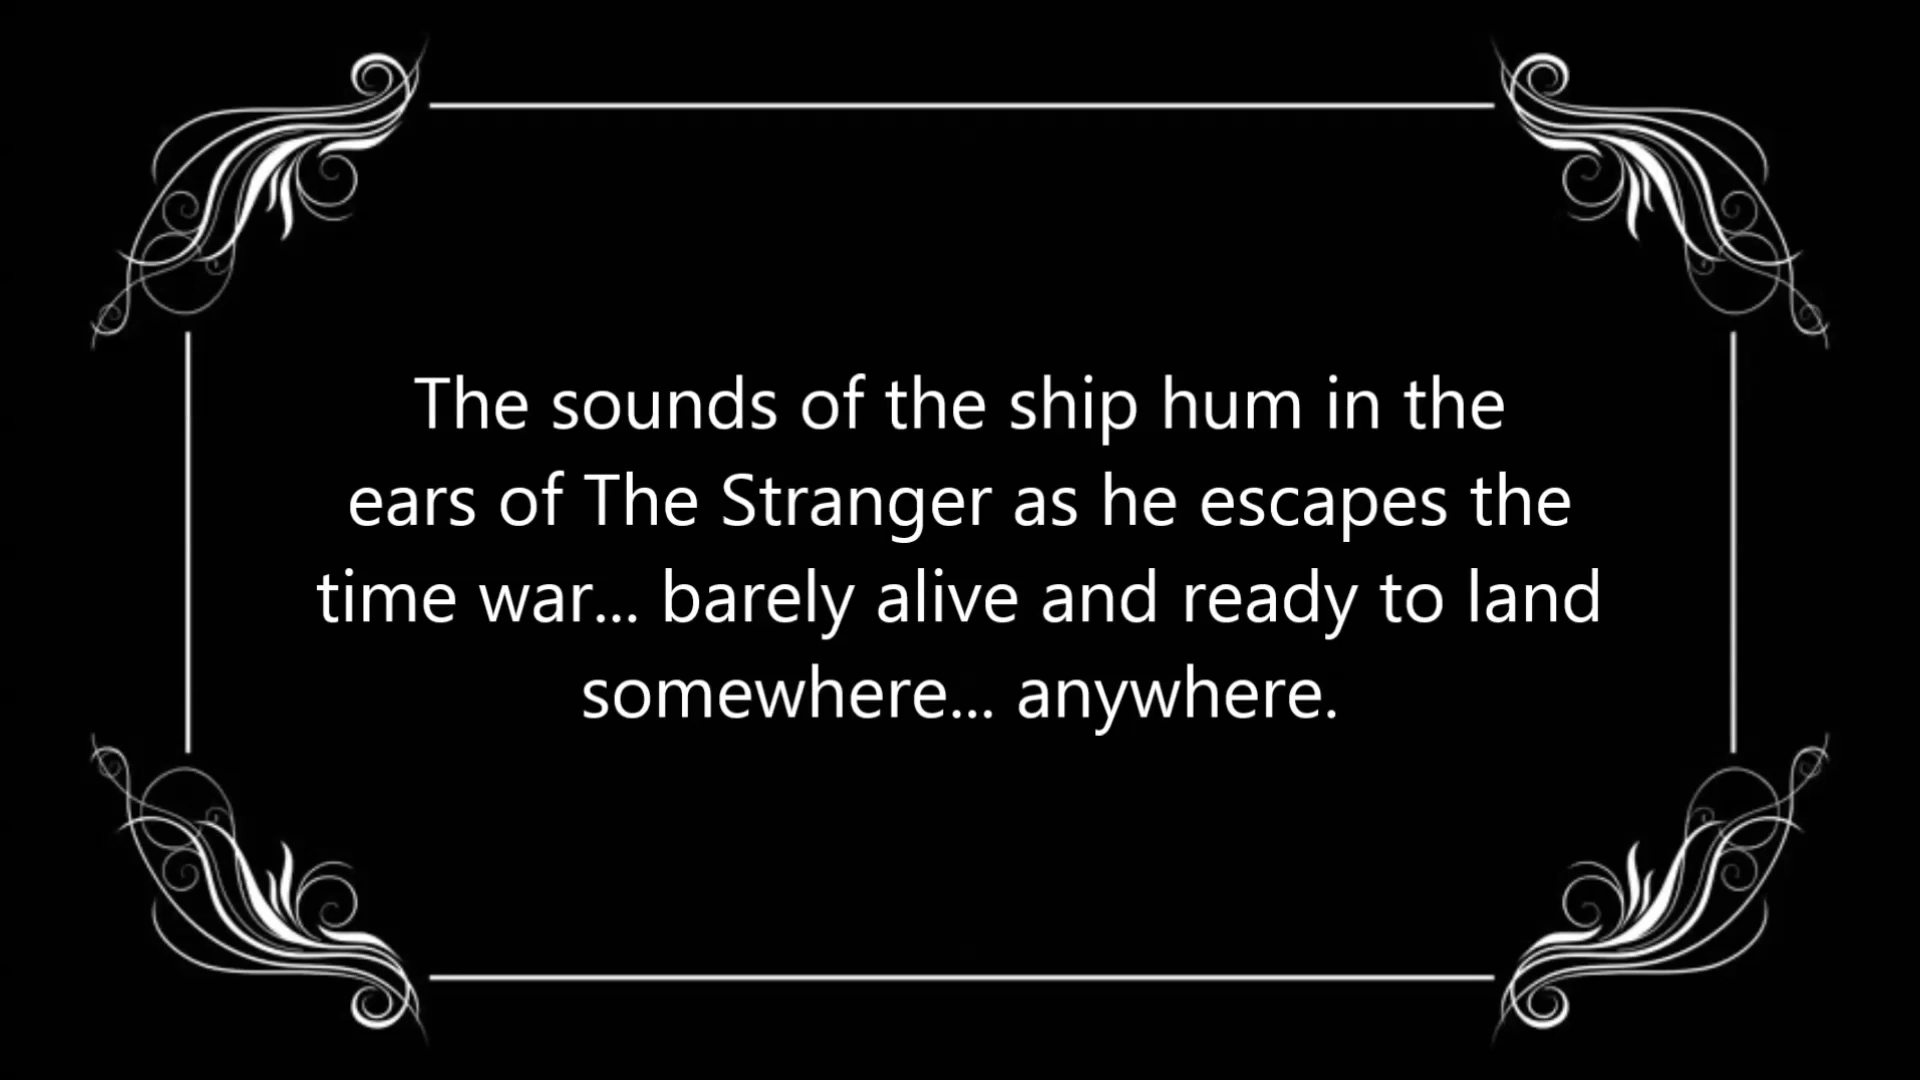 The sounds of the ship hum in the
ears of The Stranger as he escapes the
time war... barely alive and ready to land
somewhere... anywhere.